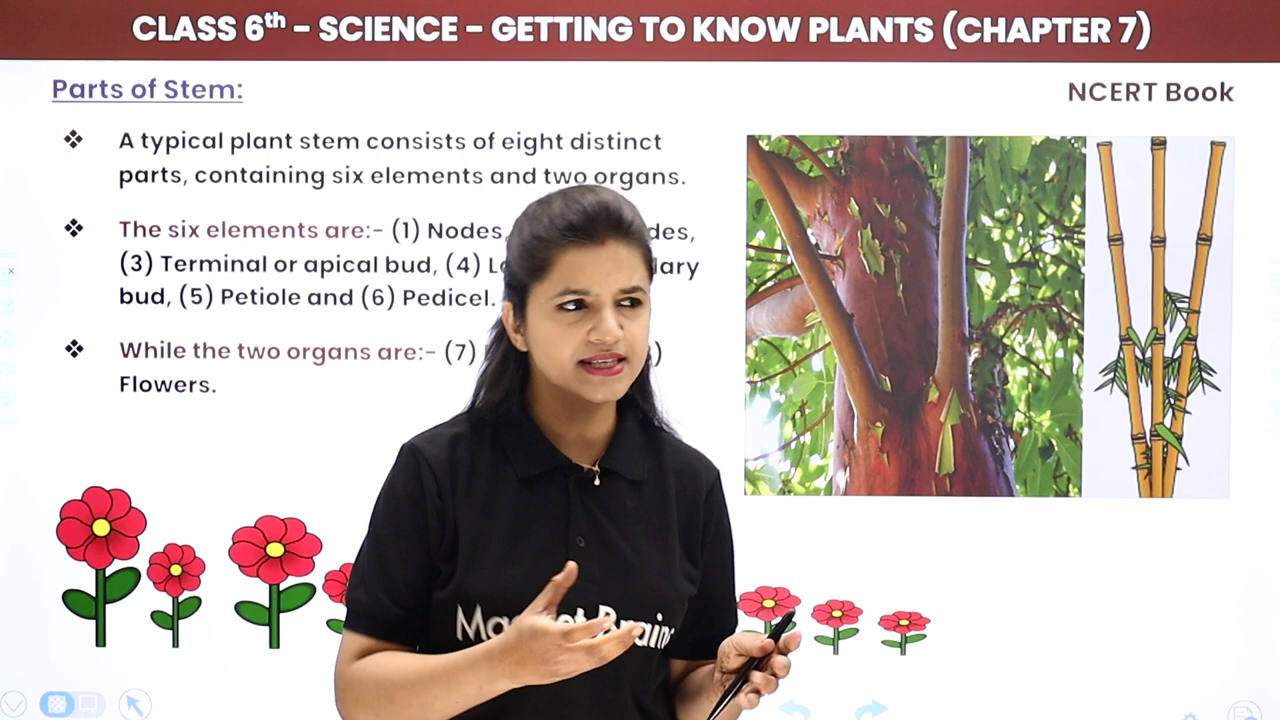 CLASS 6th – SCIENCE – GETTING TO KNOW PLANTS (CHAPTER 7)
Parts of Stem:
NCERT Book
A typical plant stem consists of eight distinct
parts, containing six elements and two organs.
The six elements are:- (1) Nodes, des,
(3) Terminal or apical bud, (4) L lary
bud, (5) Petiole and (6) Pedicel.
While the two organs are:- (7) )
Flowers.